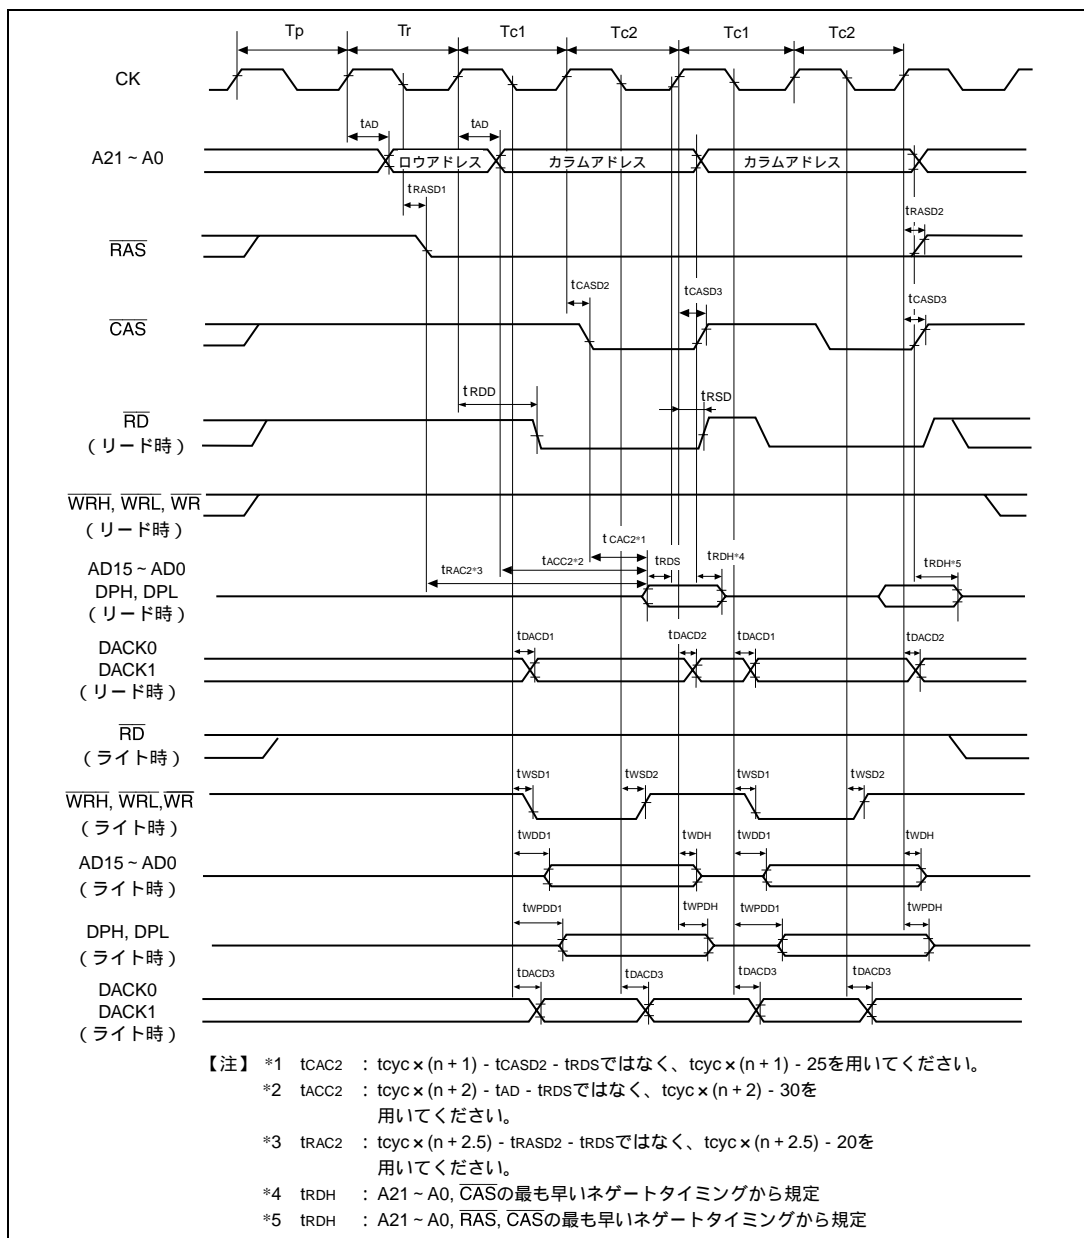 Tp Tr Tc1 Tc2 Tc1 Tc2
CK
tAD tAD
A21 ~ A0 ロウアドレス カラムアドレス カラムアドレス
tRASD1 tRASD2
RAS
tCASD2 tCASD3 tCASD3
CAS
tRDD tRSD
RD
(リード時)
WRH, WRL, WR
(リード時)
tCAC2*1
tRAC2*3 tACC2*2 tRDS tRDH*4 tRDH*5
AD15 ~ AD0
DPH, DPL
(リード時)
tDACD1 tDACD2 tDACD1 tDACD2
DACK0
DACK1
(リード時)
RD
(ライト時)
tWSD1 tWSD2 tWSD1 tWSD2
WRH, WRL,WR
(ライト時)
tWDD1 tWDH tWDD1 tWDH
AD15 ~ AD0
(ライト時)
tWPDD1 tWPDH tWPDD1 tWPDH
DPH, DPL
(ライト時)
tDACD3 tDACD3 tDACD3 tDACD3
DACK0
DACK1
(ライト時)
【注】 *1 tCAC2 : tcyc × (n + 1) - tCASD2 - tRDSではなく、tcyc × (n + 1) - 25を用いてください。
*2 tACC2 : tcyc × (n + 2) - tAD - tRDSではなく、tcyc × (n + 2) - 30を
用いてください。
*3 tRAC2 : tcyc × (n + 2.5) - tRASD2 - tRDSではなく、tcyc × (n + 2.5) - 20を
用いてください。
*4 tRDH : A21 ~ A0, CASの最も早いネゲートタイミングから規定
*5 tRDH : A21 ~ A0, RAS, CASの最も早いネゲートタイミングから規定